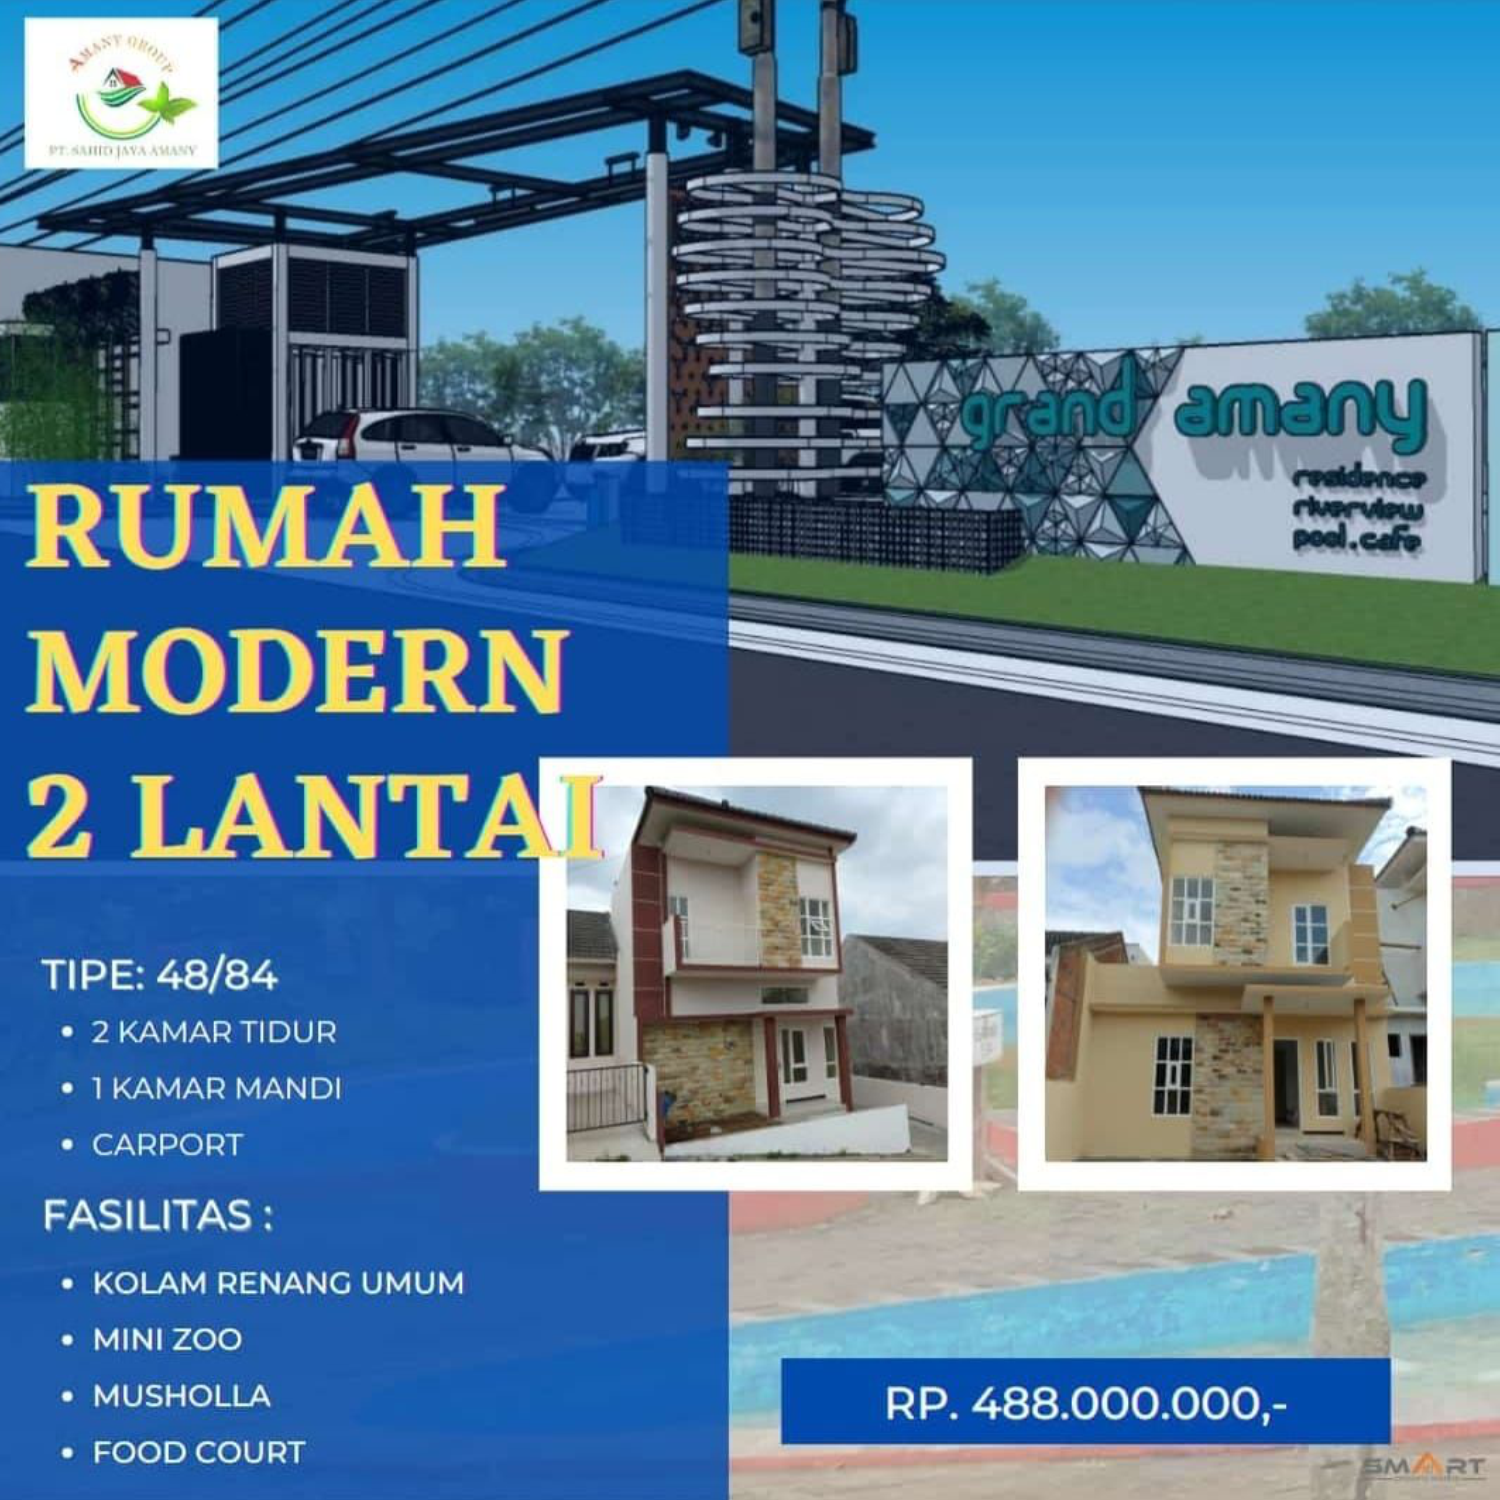 AMANY GROUP
PT. SAHID JAYA AMANY
grand amany
residence
riverview
pool.cafe
RUMAH
MODERN
2 LANTAI
TIPE: 48/84
• 2 KAMAR TIDUR
• 1 KAMAR MANDI
• CARPORT
FASILITAS :
• KOLAM RENANG UMUM
• MINI ZOO
• MUSHOLLA
• FOOD COURT
RP. 488.000.000,-
SMART